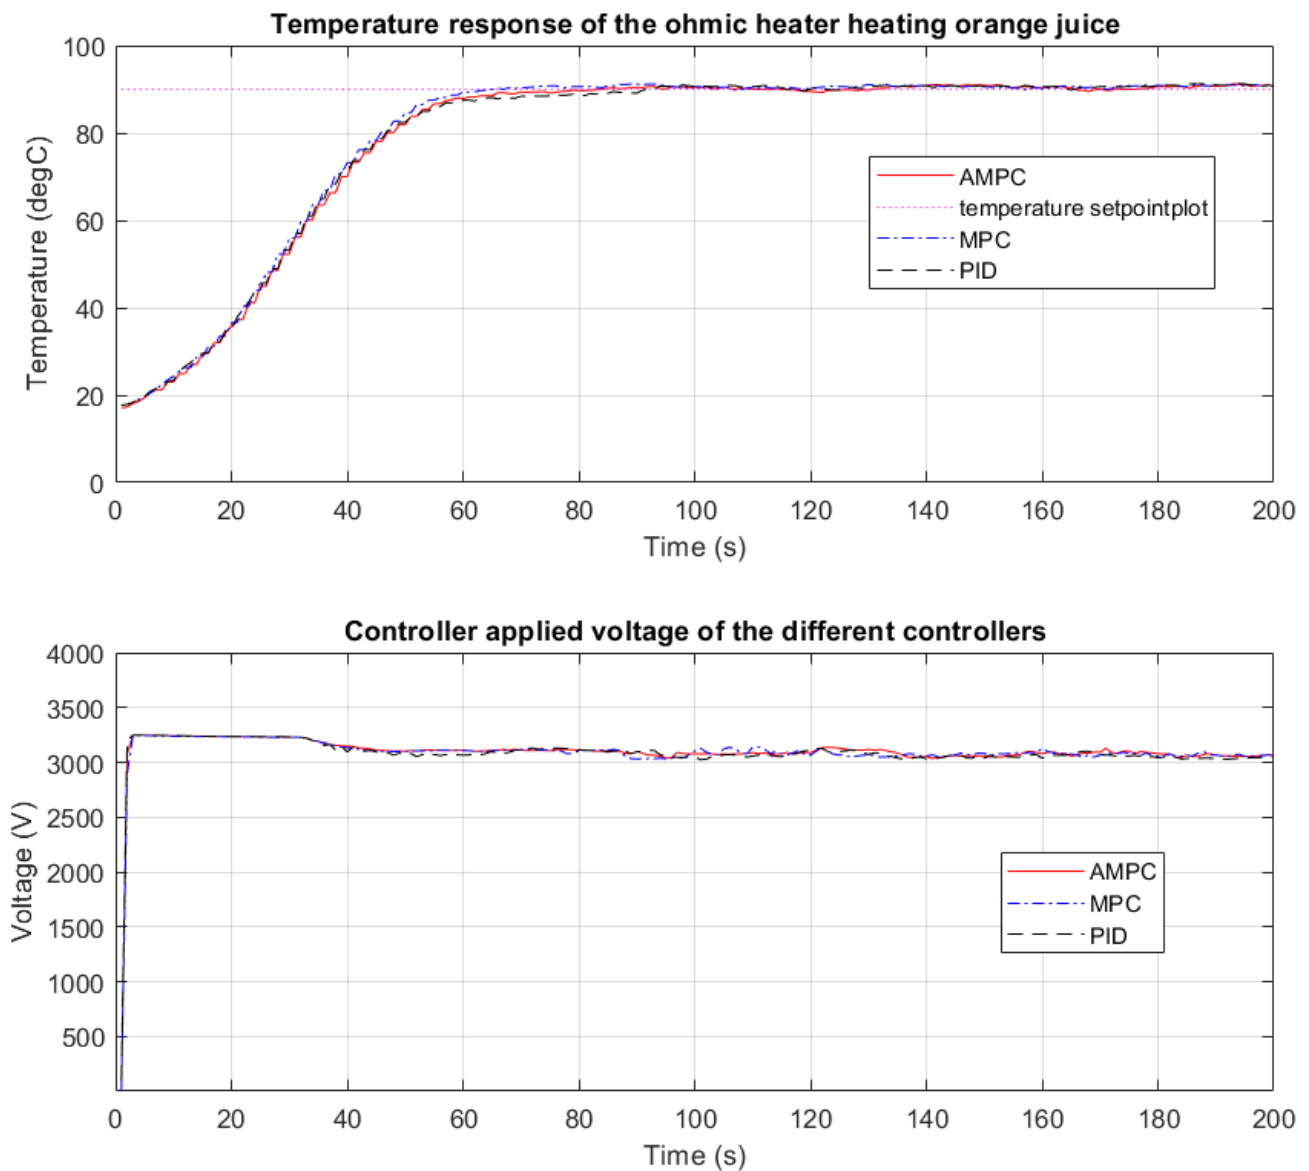 Temperature response of the ohmic heater heating orange juice
100
80
60
40
20
0
Temperature (degC)
AMPC
temperature setpointplot
MPC
PID
0 20 40 60 80 100 120 140 160 180 200
Time (s)
Controller applied voltage of the different controllers
4000
3500
3000
2500
2000
1500
1000
500
Voltage (V)
AMPC
MPC
PID
0 20 40 60 80 100 120 140 160 180 200
Time (s)